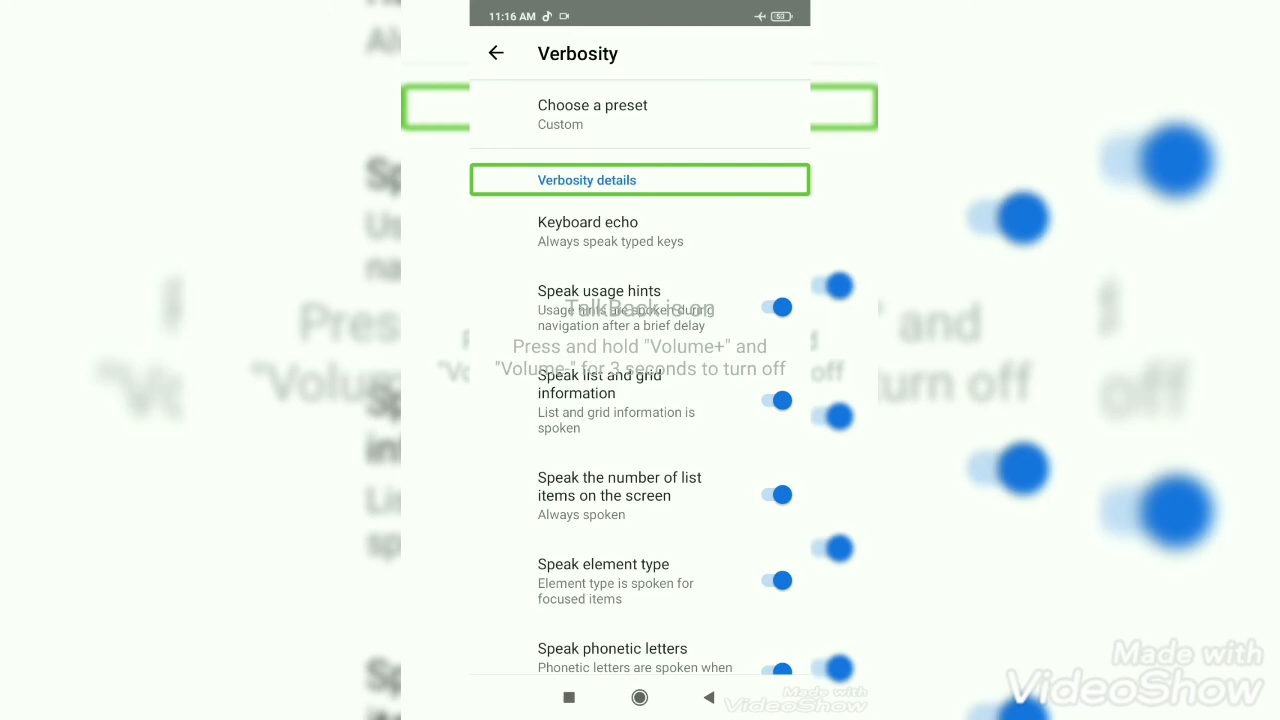 11:16 AM
53
Verbosity
Choose a preset
Custom
Verbosity details
Keyboard echo
Always speak typed keys
Speak usage hints
Usage hints are spoken during
navigation after a brief delay
TalkBack is on
Press and hold "Volume+" and
"Volume-" for 3 seconds to turn off
Speak list and grid
information
List and grid information is
spoken
Speak the number of list
items on the screen
Always spoken
Speak element type
Element type is spoken for
focused items
Speak phonetic letters
Phonetic letters are spoken when
Made with
VideoShow
Made with
VideoShow